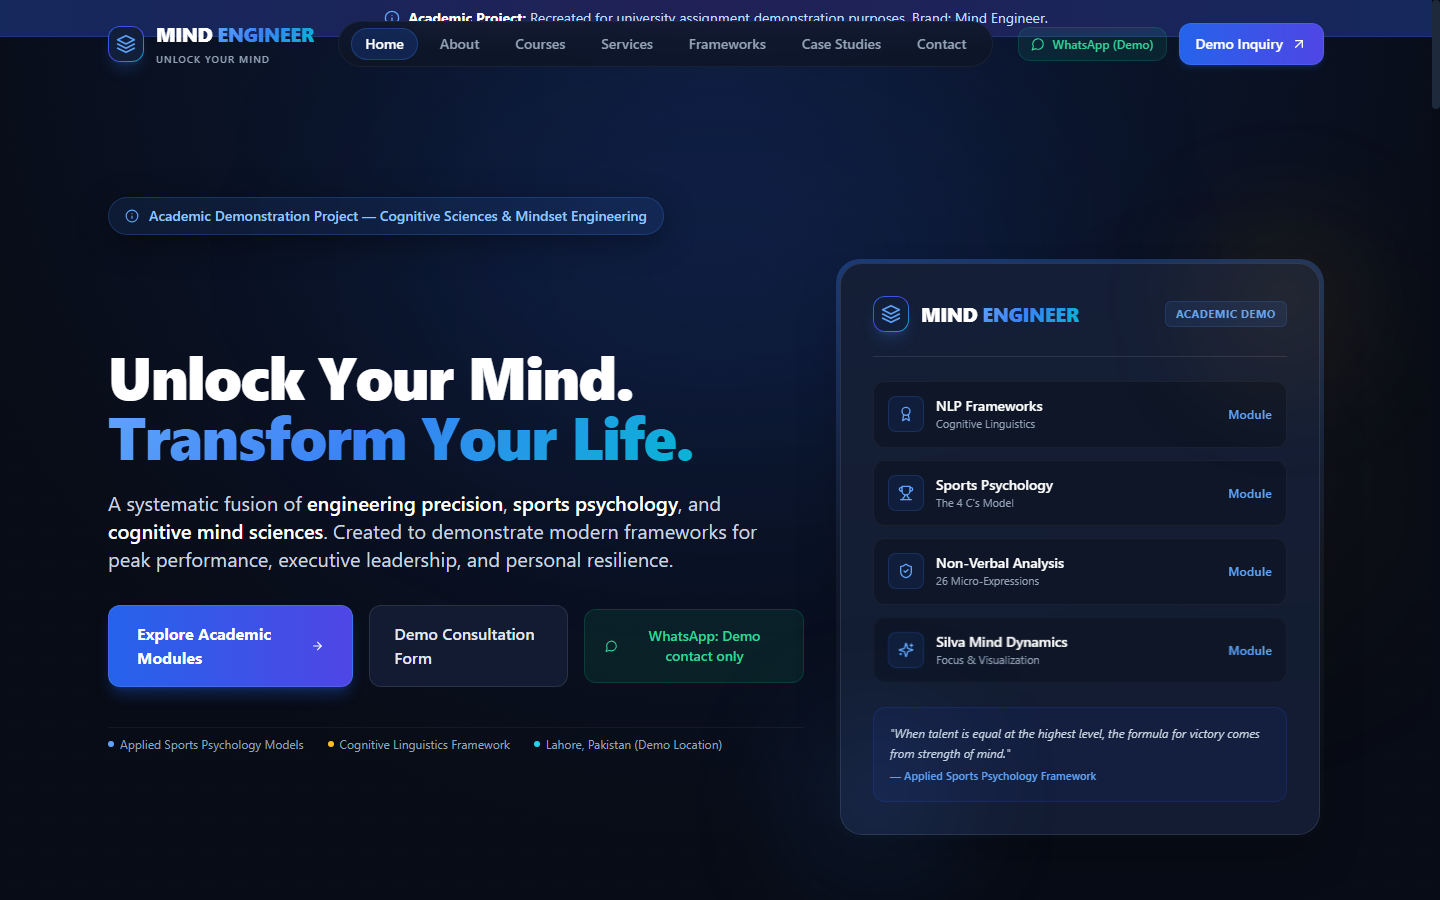 Academic Project: Recreated for university assignment demonstration purposes. Brand: Mind Engineer.
MIND ENGINEER
UNLOCK YOUR MIND
Home About Courses Services Frameworks Case Studies Contact
WhatsApp (Demo)
Demo Inquiry
Academic Demonstration Project — Cognitive Sciences & Mindset Engineering
Unlock Your Mind.
Transform Your Life.
A systematic fusion of engineering precision, sports psychology, and
cognitive mind sciences. Created to demonstrate modern frameworks for
peak performance, executive leadership, and personal resilience.
Explore Academic
Modules
Demo Consultation
Form
WhatsApp: Demo
contact only
Applied Sports Psychology Models
Cognitive Linguistics Framework
Lahore, Pakistan (Demo Location)
MIND ENGINEER
ACADEMIC DEMO
NLP Frameworks
Cognitive Linguistics
Module
Sports Psychology
The 4 C's Model
Module
Non-Verbal Analysis
26 Micro-Expressions
Module
Silva Mind Dynamics
Focus & Visualization
Module
"When talent is equal at the highest level, the formula for victory comes
from strength of mind."
— Applied Sports Psychology Framework